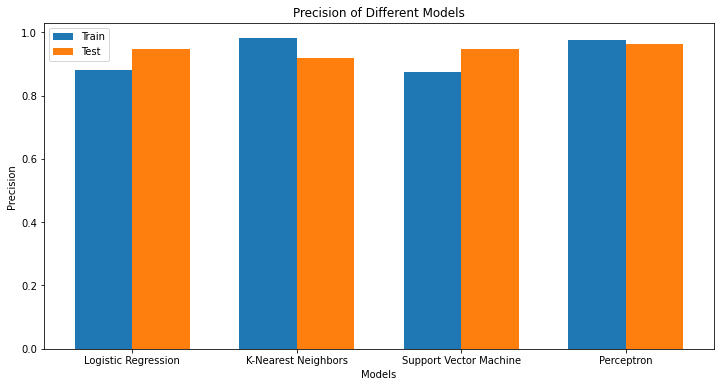 Precision of Different Models
Train
Test
1.0
0.8
0.6
0.4
0.2
0.0
Precision
Logistic Regression
K-Nearest Neighbors
Support Vector Machine
Perceptron
Models